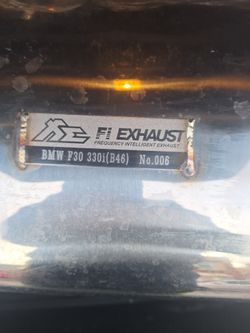 FI EXHAUST
FREQUENCY INTELLIGENT EXHAUST
BMW F30 330i(B46) No.006